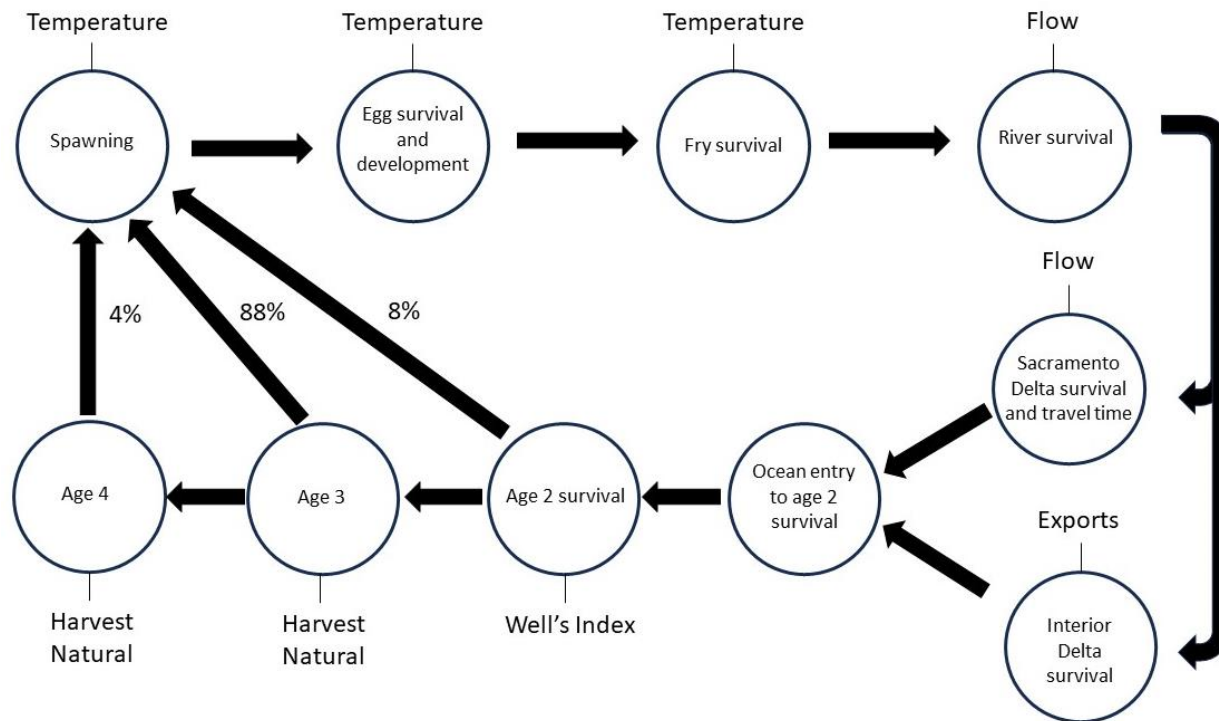 Temperature
Temperature
Temperature
Flow
Spawning
Egg survival
and
development
Fry survival
River survival
4%
88%
8%
Flow
Sacramento
Delta survival
and travel time
Age 4
Age 3
Age 2 survival
Ocean entry
to age 2
survival
Harvest
Natural
Harvest
Natural
Well’s Index
Exports
Interior
Delta
survival